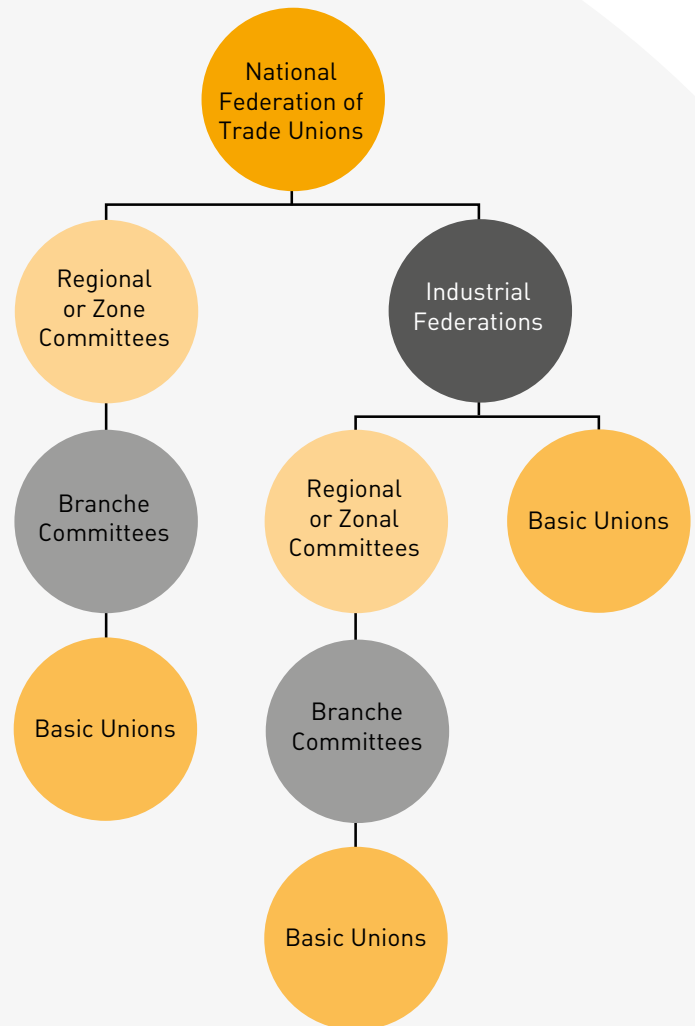 National
Federation of
Trade Unions
Regional
or Zone
Committees
Industrial
Federations
Branche
Committees
Regional
or Zonal
Committees
Basic Unions
Basic Unions
Branche
Committees
Basic Unions